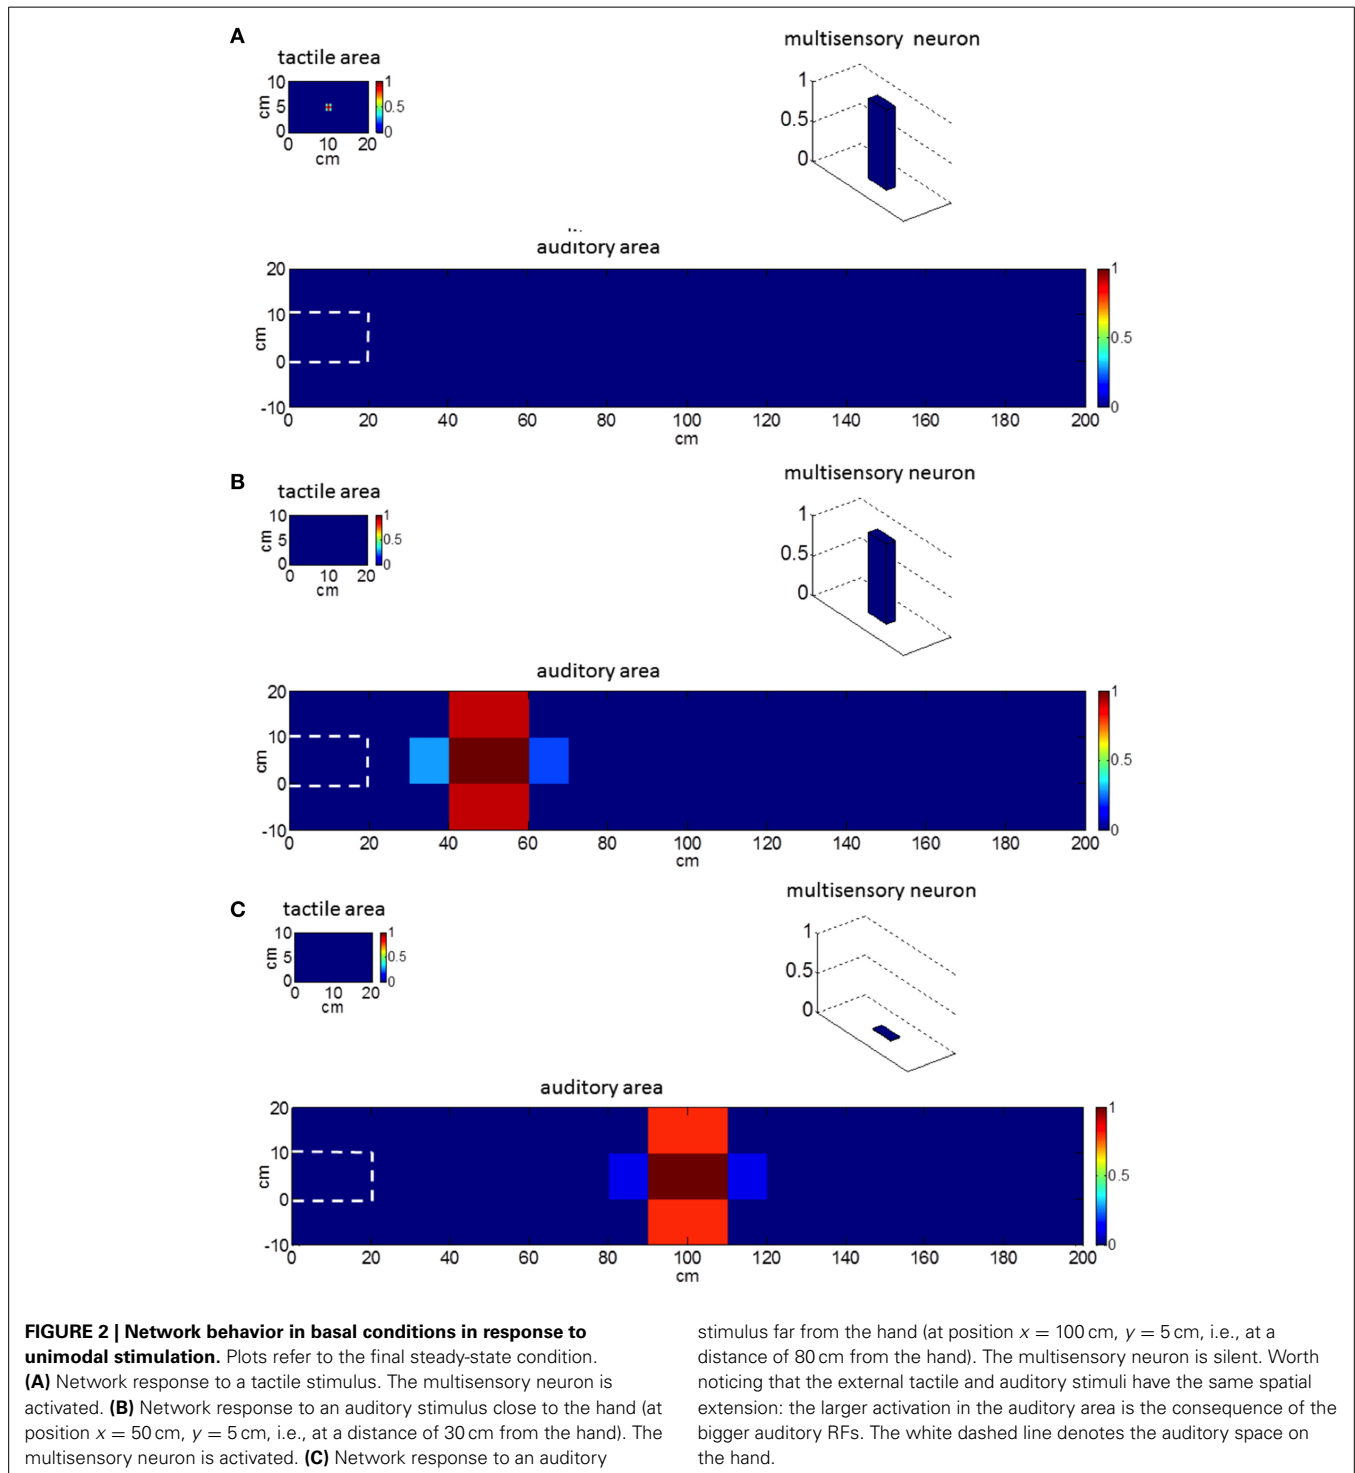 A
tactile area
10
5
0
cm
0 10 20
cm
1
0.5
0
multisensory neuron
1
0.5
0
auditory area
20
10
0
-10
cm
0 20 40 60 80 100 120 140 160 180 200
cm
1
0.5
0
B
tactile area
10
5
0
cm
0 10 20
cm
1
0.5
0
multisensory neuron
1
0.5
0
auditory area
20
10
0
-10
cm
0 20 40 60 80 100 120 140 160 180 200
cm
1
0.5
0
C
tactile area
10
5
0
cm
0 10 20
cm
1
0.5
0
multisensory neuron
1
0.5
0
auditory area
20
10
0
-10
cm
0 20 40 60 80 100 120 140 160 180 200
cm
1
0.5
0
FIGURE 2 | Network behavior in basal conditions in response to
unimodal stimulation. Plots refer to the final steady-state condition.
(A) Network response to a tactile stimulus. The multisensory neuron is
activated. (B) Network response to an auditory stimulus close to the hand (at
position x = 50 cm, y = 5 cm, i.e., at a distance of 30 cm from the hand). The
multisensory neuron is activated. (C) Network response to an auditory
stimulus far from the hand (at position x = 100 cm, y = 5 cm, i.e., at a
distance of 80 cm from the hand). The multisensory neuron is silent. Worth
noticing that the external tactile and auditory stimuli have the same spatial
extension: the larger activation in the auditory area is the consequence of the
bigger auditory RFs. The white dashed line denotes the auditory space on
the hand.